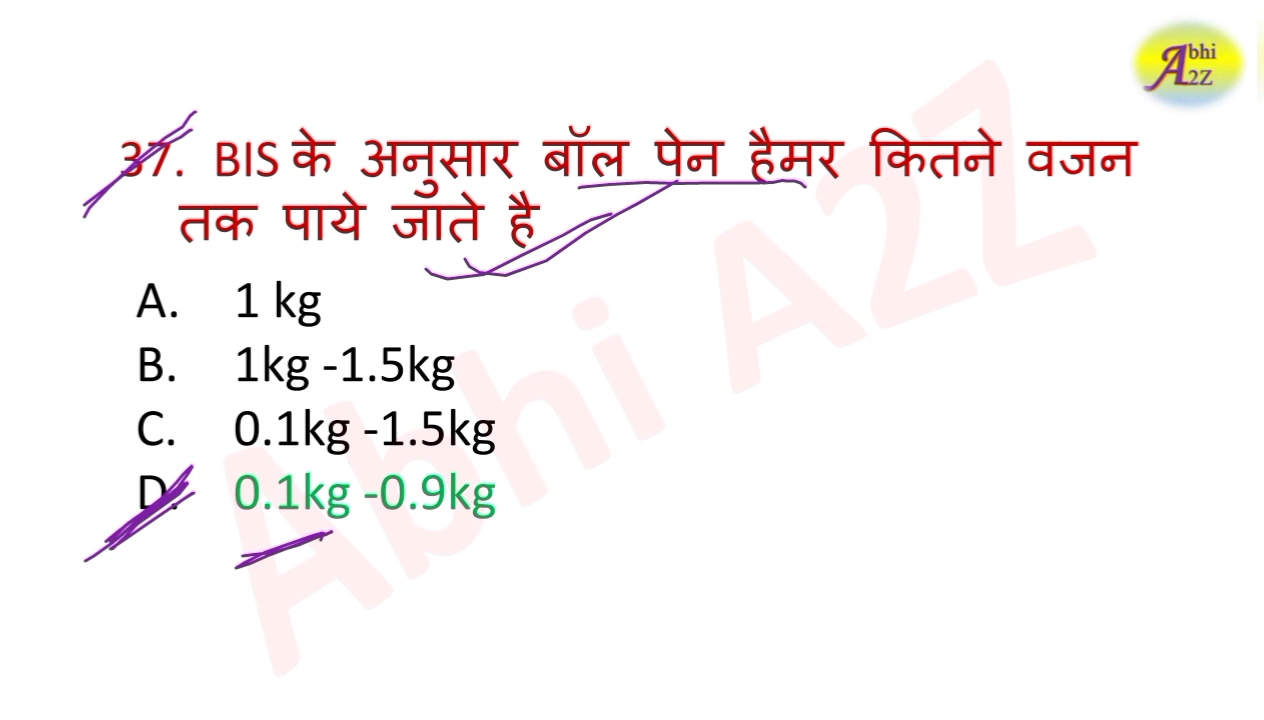 Abhi
A2Z
37. BIS के अनुसार बॉल पेन हैमर कितने वजन
तक पाये जाते है
A. 1 kg
B. 1kg -1.5kg
C. 0.1kg -1.5kg
D. 0.1kg -0.9kg
Abhi A2Z